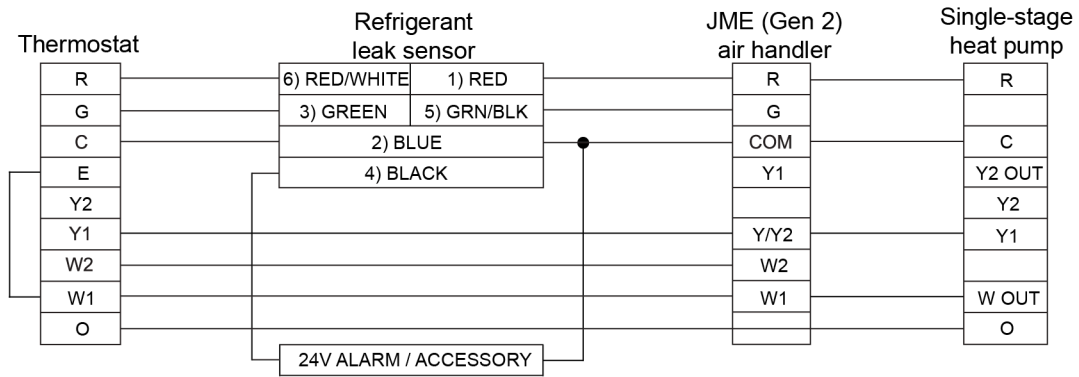 Thermostat
R
G
C
E
Y2
Y1
W2
W1
O
Refrigerant
leak sensor
6) RED/WHITE
1) RED
3) GREEN
5) GRN/BLK
2) BLUE
4) BLACK
24V ALARM / ACCESSORY
JME (Gen 2)
air handler
R
G
COM
Y1
Y/Y2
W2
W1
Single-stage
heat pump
R
C
Y2 OUT
Y2
Y1
W OUT
O